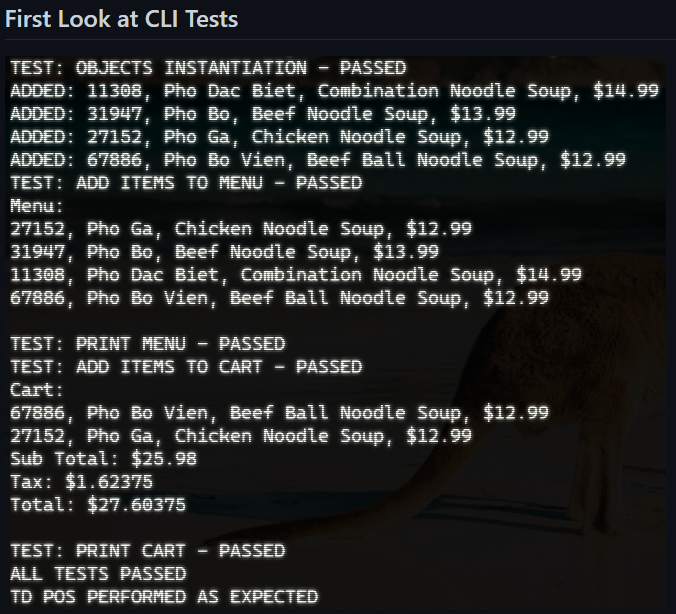 First Look at CLI Tests
TEST: OBJECTS INSTANTIATION - PASSED
ADDED: 11308, Pho Dac Biet, Combination Noodle Soup, $14.99
ADDED: 31947, Pho Bo, Beef Noodle Soup, $13.99
ADDED: 27152, Pho Ga, Chicken Noodle Soup, $12.99
ADDED: 67886, Pho Bo Vien, Beef Ball Noodle Soup, $12.99
TEST: ADD ITEMS TO MENU - PASSED
Menu:
27152, Pho Ga, Chicken Noodle Soup, $12.99
31947, Pho Bo, Beef Noodle Soup, $13.99
11308, Pho Dac Biet, Combination Noodle Soup, $14.99
67886, Pho Bo Vien, Beef Ball Noodle Soup, $12.99
TEST: PRINT MENU - PASSED
TEST: ADD ITEMS TO CART - PASSED
Cart:
67886, Pho Bo Vien, Beef Ball Noodle Soup, $12.99
27152, Pho Ga, Chicken Noodle Soup, $12.99
Sub Total: $25.98
Tax: $1.62375
Total: $27.60375
TEST: PRINT CART - PASSED
ALL TESTS PASSED
TD POS PERFORMED AS EXPECTED